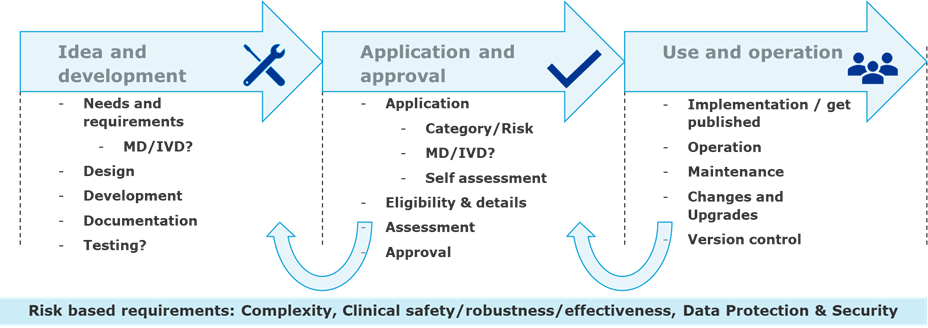 Idea and
development
- Needs and
requirements
- MD/IVD?
- Design
- Development
- Documentation
- Testing?
Application and
approval
- Application
- Category/Risk
- MD/IVD?
- Self assessment
- Eligibility & details
- Assessment
- Approval
Use and operation
- Implementation / get
published
- Operation
- Maintenance
- Changes and
Upgrades
- Version control
Risk based requirements: Complexity, Clinical safety/robustness/effectiveness, Data Protection & Security